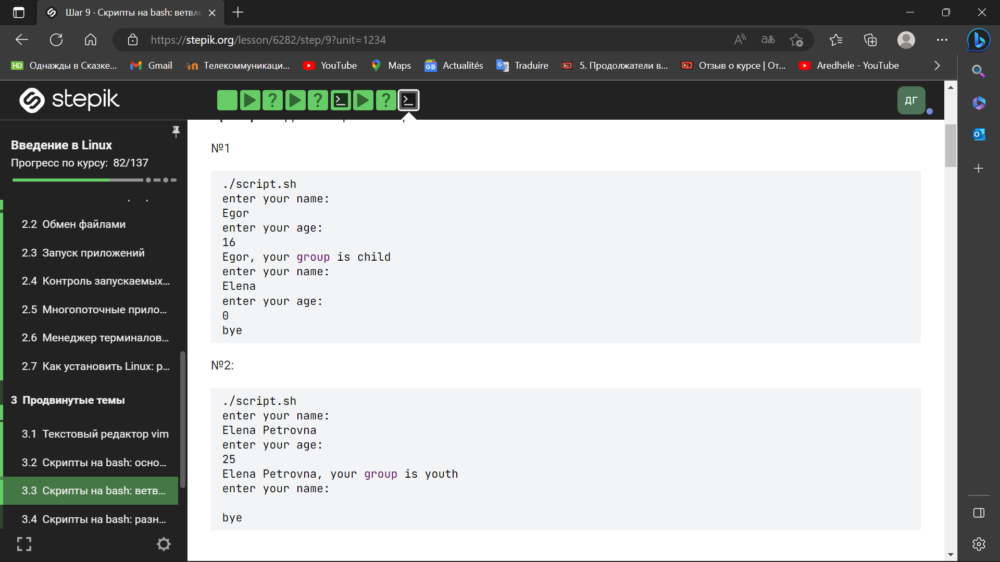 Шаг 9 · Скрипты на bash: ветвле
https://stepik.org/lesson/6282/step/9?unit=1234
HD Однажды в Сказке... Gmail Телекоммуникаци... YouTube Maps Actualités Traduire 5. Продолжатели в... Отзыв о курсе | От... Aredhele - YouTube
stepik
ДГ
Введение в Linux
Прогресс по курсу: 82/137
2.2 Обмен файлами
2.3 Запуск приложений
2.4 Контроль запускаемых...
2.5 Многопоточные прило...
2.6 Менеджер терминалов...
2.7 Как установить Linux: р...
3 Продвинутые темы
3.1 Текстовый редактор vim
3.2 Скрипты на bash: осно...
3.3 Скрипты на bash: ветв...
3.4 Скрипты на bash: разн...
№1
./script.sh
enter your name:
Egor
enter your age:
16
Egor, your group is child
enter your name:
Elena
enter your age:
0
bye
№2:
./script.sh
enter your name:
Elena Petrovna
enter your age:
25
Elena Petrovna, your group is youth
enter your name:
bye